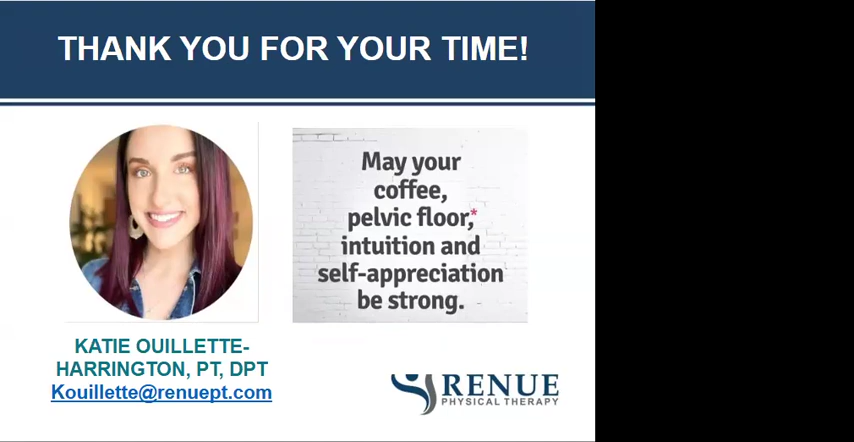 THANK YOU FOR YOUR TIME!
May your
coffee,
pelvic floor,*
intuition and
self-appreciation
be strong.
KATIE OUILLETTE-
HARRINGTON, PT, DPT
Kouillette@renuept.com
RENUE
PHYSICAL THERAPY